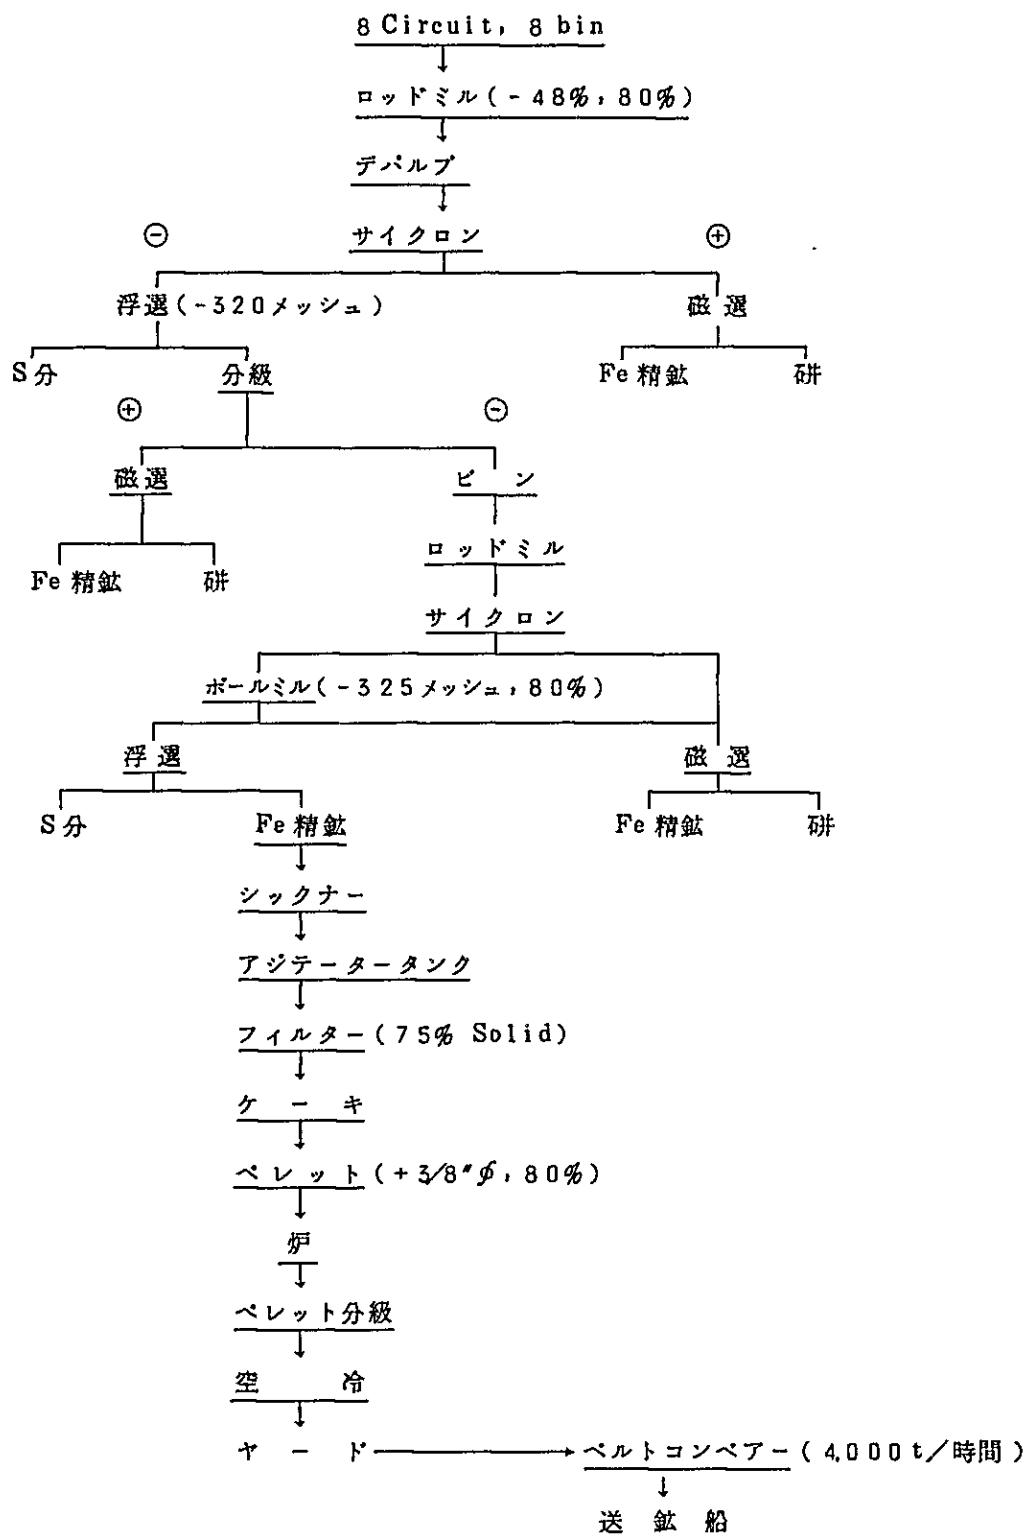 8 Circuit, 8 bin
ロッドミル(-48%,80%)
デパルプ
サイクロン
⊖ ⊕
浮選(-320メッシュ) 磁選
S分 分級 Fe精鉱 硑
⊕ ⊖
磁選 ビン
ロッドミル
Fe精鉱 硑
サイクロン
ボールミル(-325メッシュ,80%)
浮選 磁選
S分 Fe精鉱 Fe精鉱 硑
シックナー
アジテータータンク
フィルター(75% Solid)
ケーキ
ペレット(+3/8"φ,80%)
炉
ペレット分級
空冷
ヤード ベルトコンベアー(4,000t/時間)
送鉱船